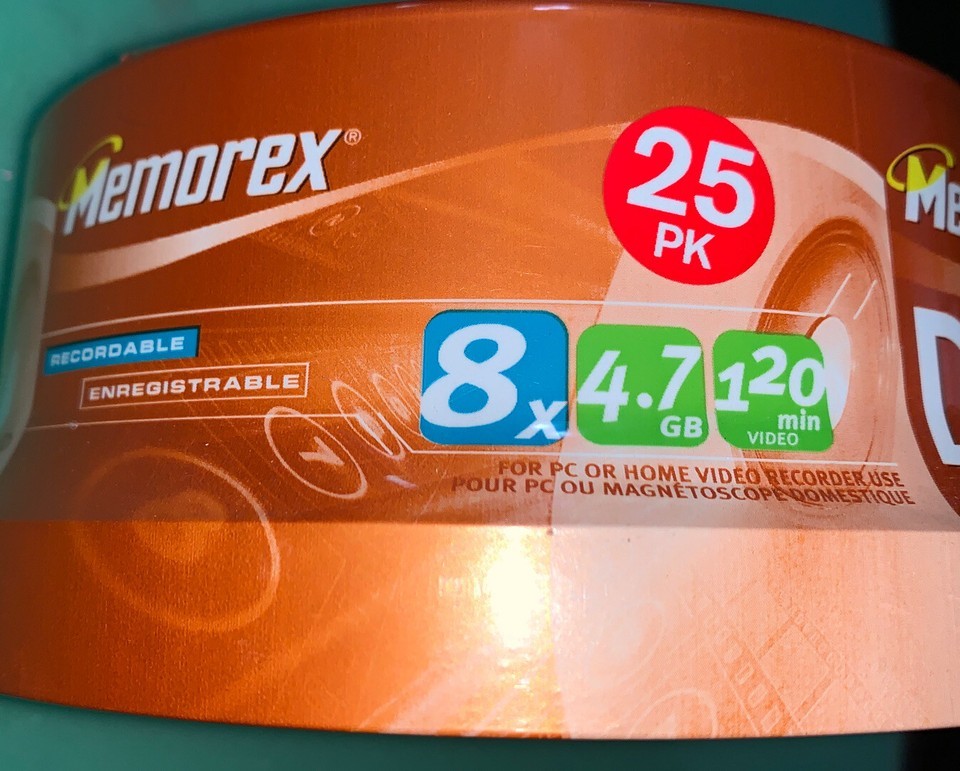 Memorex®
25
PK
RECORDABLE
ENREGISTRABLE
8x
4.7
GB
120
min
VIDEO
FOR PC OR HOME VIDEO RECORDER USE
POUR PC OU MAGNÉTOSCOPE DOMESTIQUE
Me
D